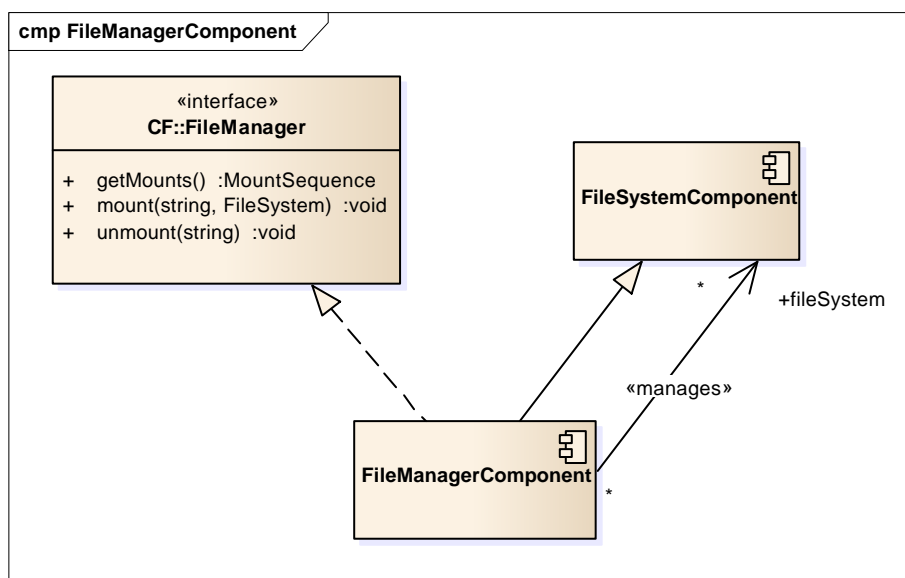 cmp FileManagerComponent
«interface»
CF::FileManager
+ getMounts() :MountSequence
+ mount(string, FileSystem) :void
+ unmount(string) :void
FileSystemComponent
*
+fileSystem
«manages»
FileManagerComponent
*